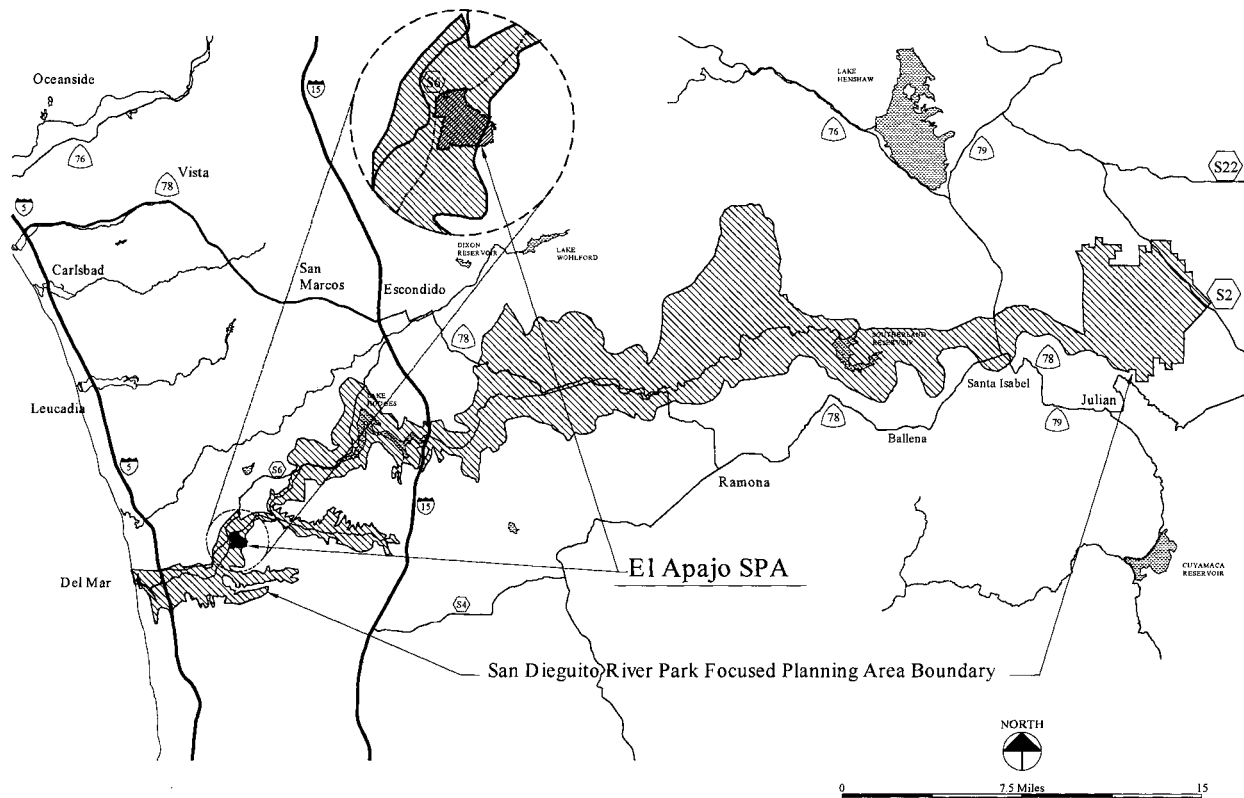 Oceanside
76
78
Vista
5
Carlsbad
San
Marcos
Escondido
15
S6
DIXON
RESERVOIR
LAKE
WOHLFORD
LAKE
HENSHAW
76
79
S22
S2
78
SOUTHERLAND
RESERVOIR
Leucadia
LAKE
HODGES
Santa Isabel
78
Julian
79
78
Ballena
Ramona
5
S6
15
El Apajo SPA
Del Mar
S4
CUYAMACA
RESERVOIR
San Dieguito River Park Focused Planning Area Boundary
NORTH
0 7.5 Miles 15